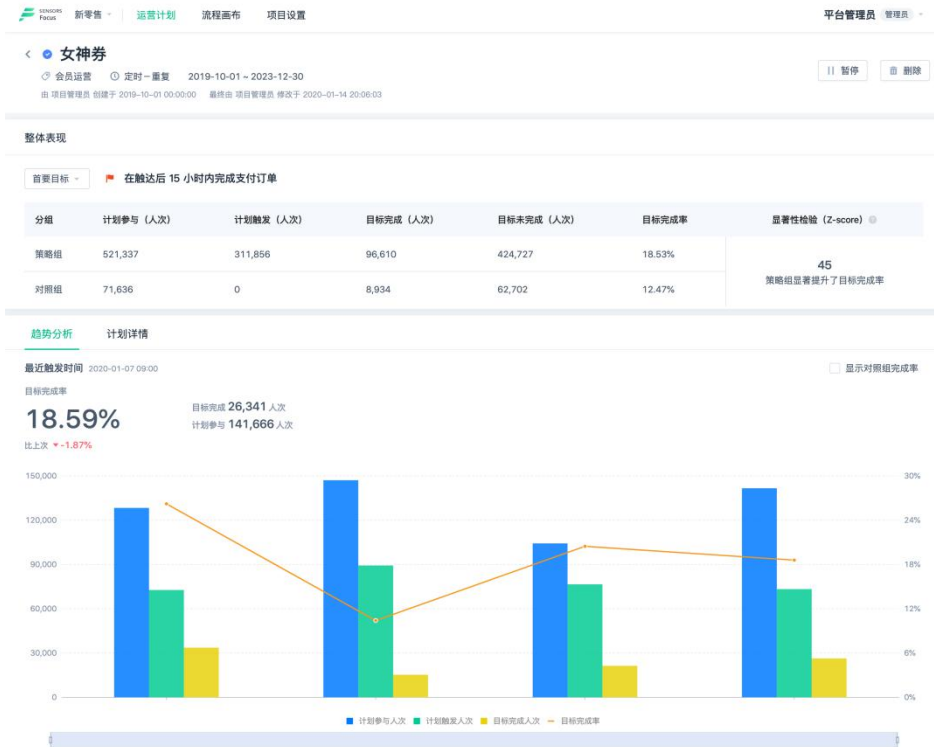 SENSORS Focus 新零售 运营计划 流程画布 项目设置 平台管理员 管理员
女神券
会员运营 定时－重复 2019-10-01 ~ 2023-12-30 暂停 删除
由 项目管理员 创建于 2019-10-01 00:00:00 最终由 项目管理员 修改于 2020-01-14 20:06:03
整体表现
首要目标 在触达后 15 小时内完成支付订单
分组 计划参与（人次） 计划触发（人次） 目标完成（人次） 目标未完成（人次） 目标完成率 显著性检验（Z-score）
策略组 521,337 311,856 96,610 424,727 18.53%
45
策略组显著提升了目标完成率
对照组 71,636 0 8,934 62,702 12.47%
趋势分析 计划详情
最近触发时间 2020-01-07 09:00 显示对照组完成率
目标完成率
18.59% 目标完成 26,341 人次
计划参与 141,666 人次
比上次 -1.87%
150,000 30%
120,000 24%
90,000 18%
60,000 12%
30,000 6%
0 0%
计划参与人次 计划触发人次 目标完成人次 目标完成率